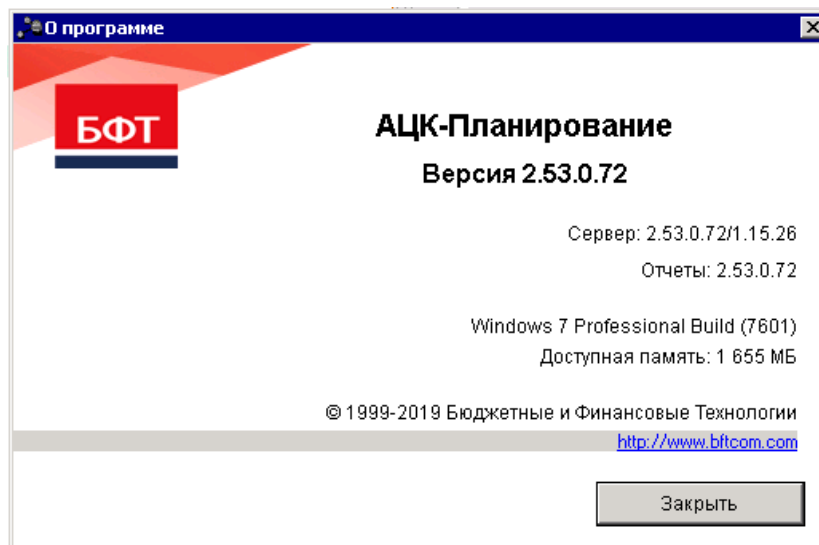 О программе
БФТ
АЦК-Планирование
Версия 2.53.0.72
Сервер: 2.53.0.72/1.15.26
Отчеты: 2.53.0.72
Windows 7 Professional Build (7601)
Доступная память: 1 655 МБ
© 1999-2019 Бюджетные и Финансовые Технологии
http://www.bftcom.com
Закрыть